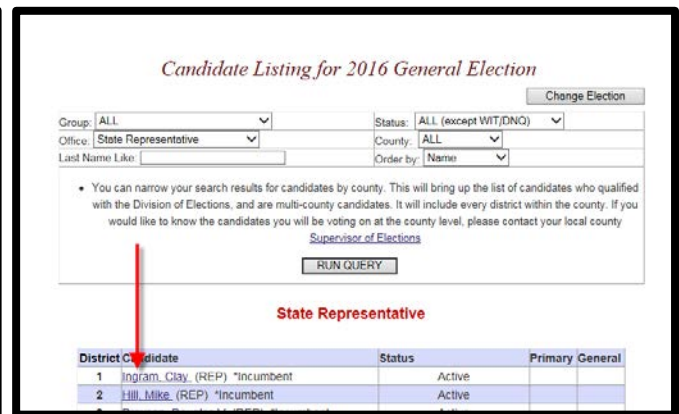 Candidate Listing for 2016 General Election
Change Election
Group: ALL Status: ALL (except WIT/DNQ)
Office: State Representative County: ALL
Last Name Like: Order by: Name
• You can narrow your search results for candidates by county. This will bring up the list of candidates who qualified
with the Division of Elections, and are multi-county candidates. It will include every district within the county. If you
would like to know the candidates you will be voting on at the county level, please contact your local county
Supervisor of Elections
RUN QUERY
State Representative
District Candidate Status Primary General
1 Ingram, Clay (REP) *Incumbent Active
2 Hill, Mike (REP) *Incumbent Active